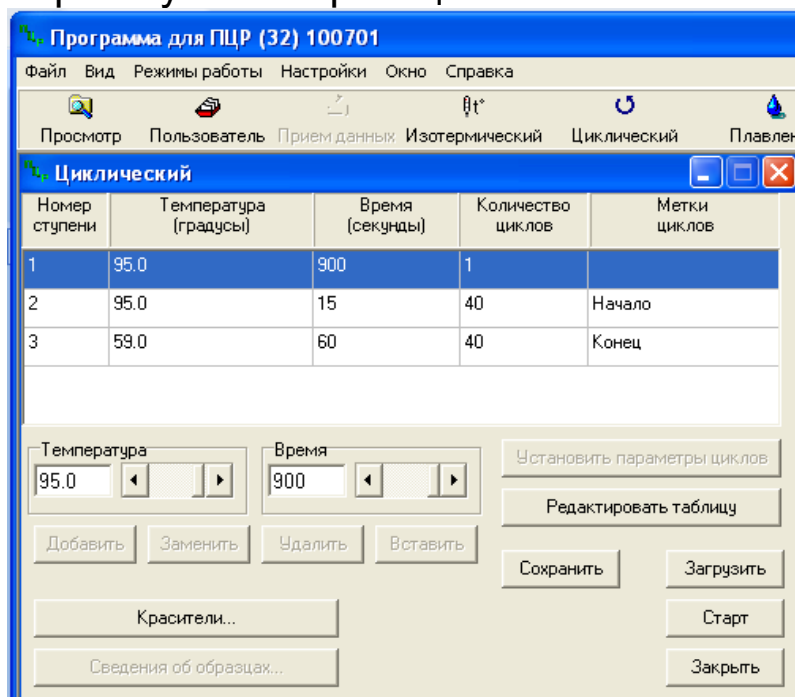 Программа для ПЦР (32) 100701
Файл Вид Режимы работы Настройки Окно Справка
Просмотр Пользователь Прием данных Изотермический Циклический Плавлен
Циклический
Номер ступени Температура (градусы) Время (секунды) Количество циклов Метки циклов
1 95.0 900 1
2 95.0 15 40 Начало
3 59.0 60 40 Конец
Температура Время
95.0 900
Установить параметры циклов
Редактировать таблицу
Добавить Заменить Удалить Вставить
Сохранить Загрузить
Красители... Старт
Сведения об образцах... Закрыть